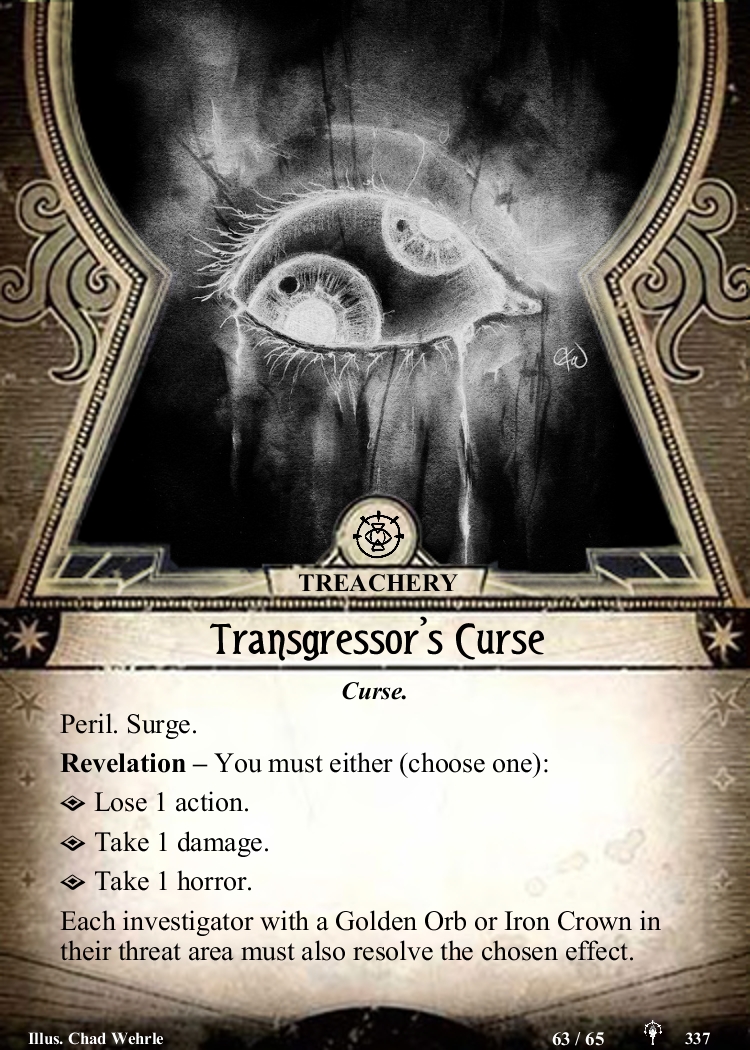 TREACHERY
Transgressor's Curse
Curse.
Peril. Surge.
Revelation – You must either (choose one):
Lose 1 action.
Take 1 damage.
Take 1 horror.
Each investigator with a Golden Orb or Iron Crown in
their threat area must also resolve the chosen effect.
Illus. Chad Wehrle 63 / 65 337